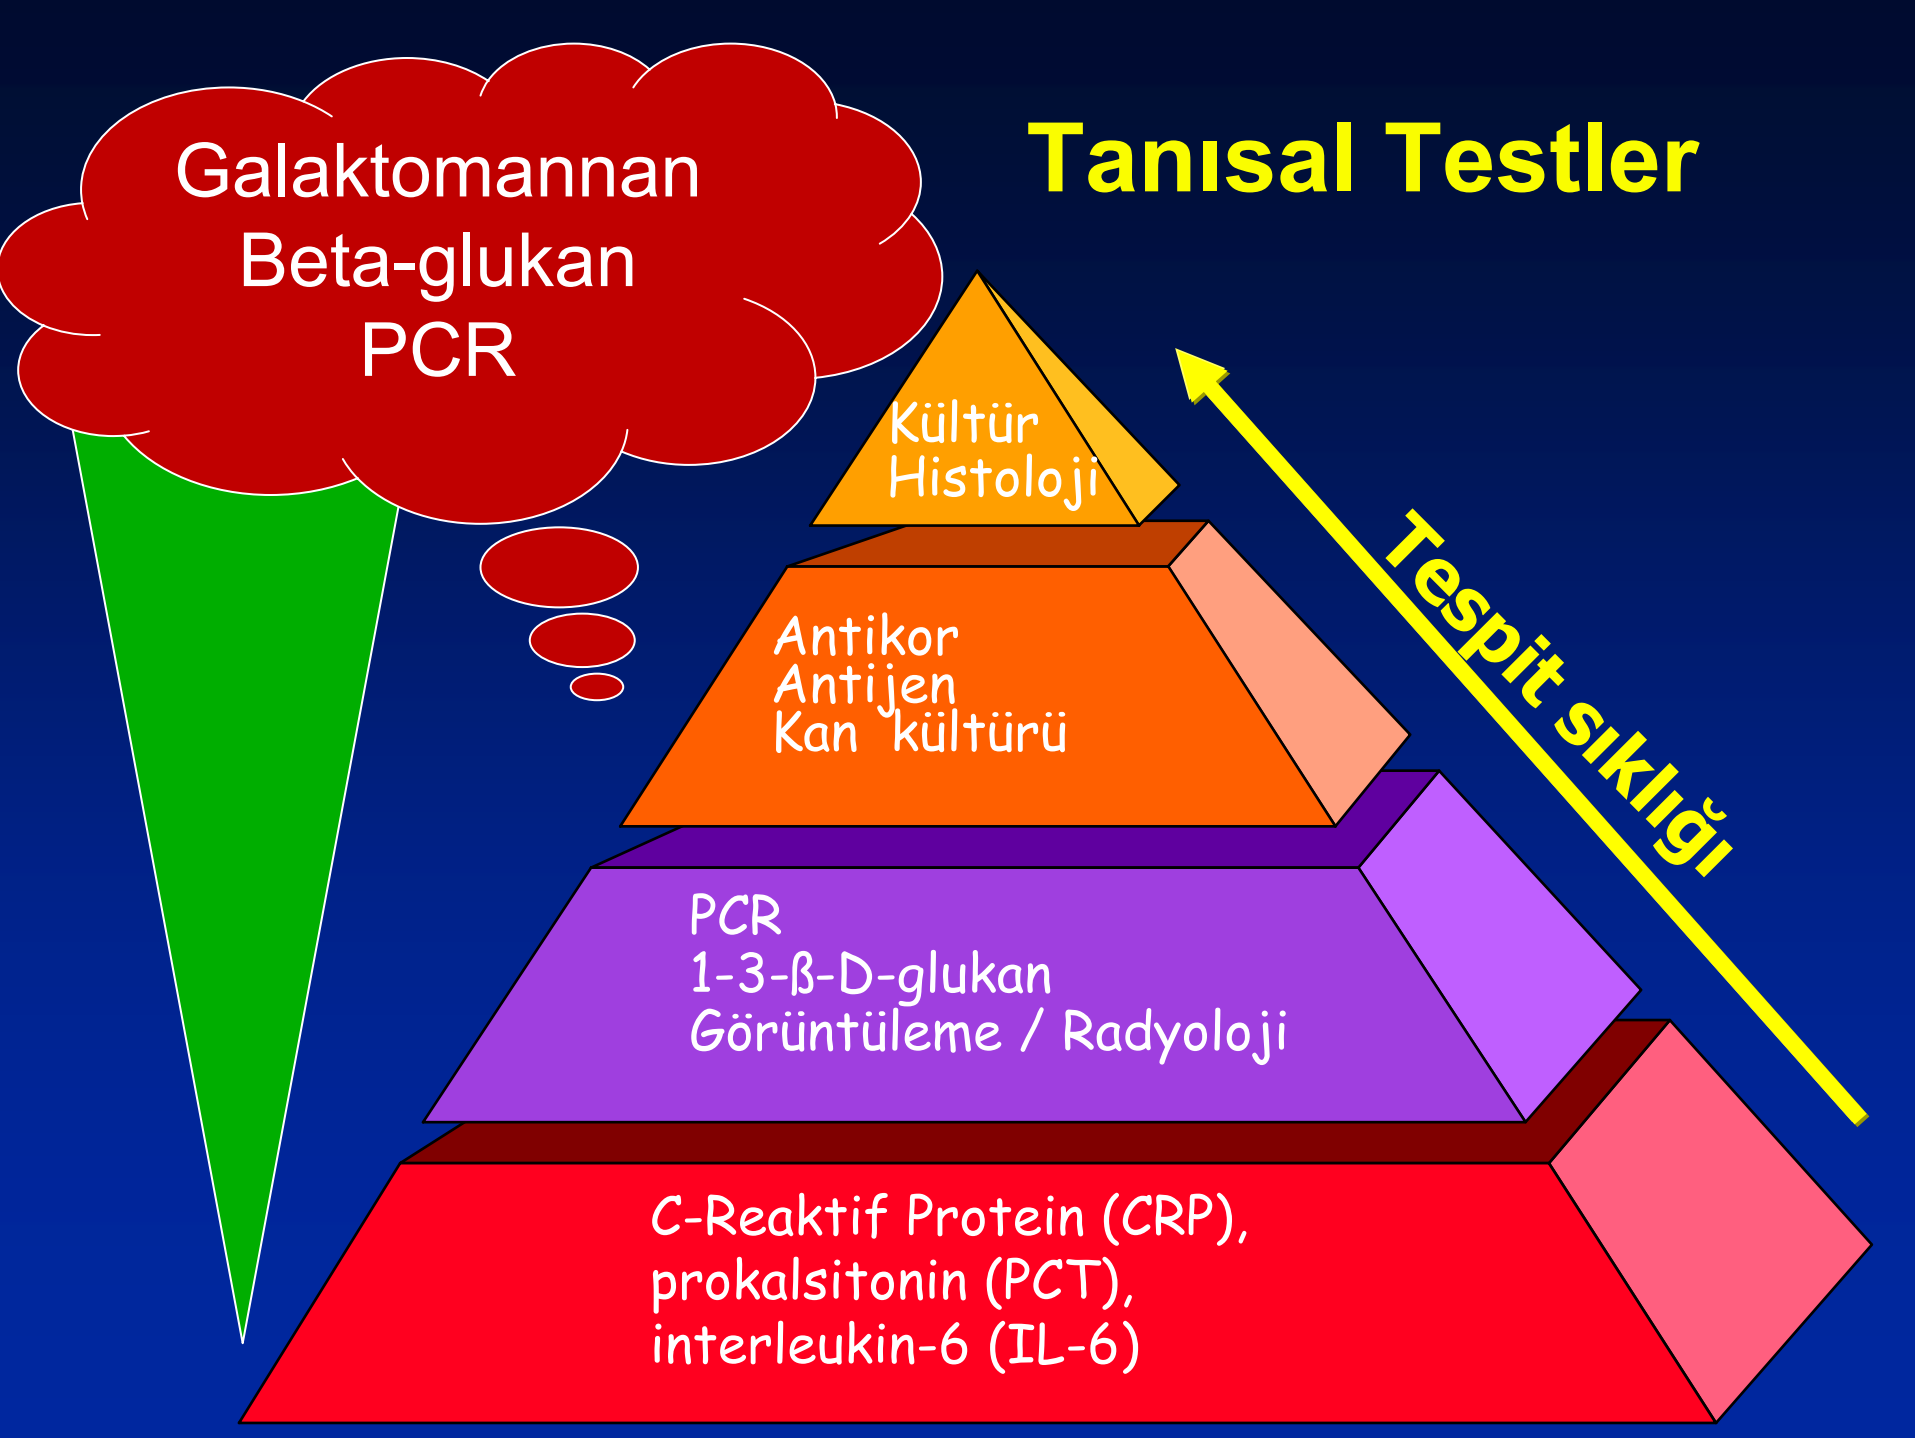 Tanısal Testler
Galaktomannan
Beta-glukan
PCR
Kültür
Histoloji
Antikor
Antijen
Kan kültürü
PCR
1-3-ß-D-glukan
Görüntüleme / Radyoloji
C-Reaktif Protein (CRP),
prokalsitonin (PCT),
interleukin-6 (IL-6)
Tespit sıklığı